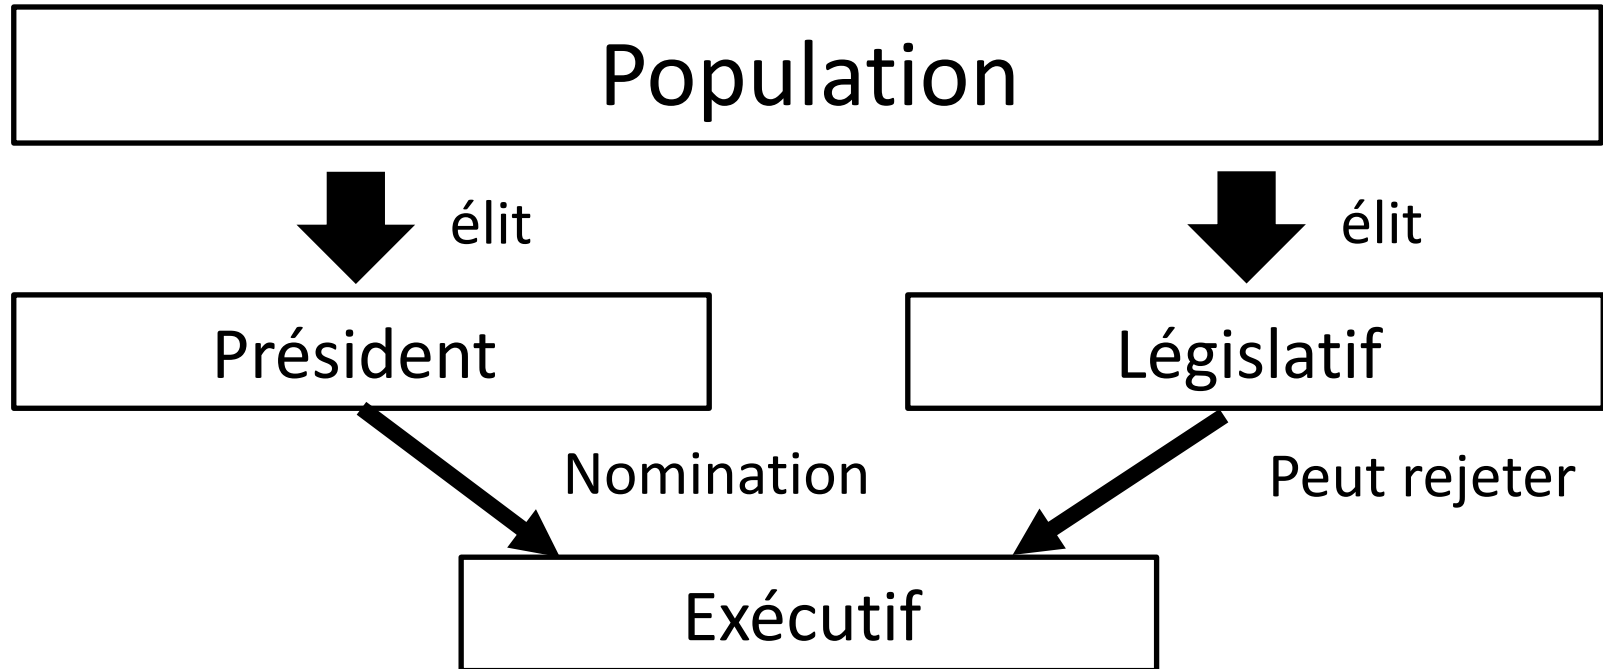 Population
élit
élit
Président
Législatif
Nomination
Peut rejeter
Exécutif